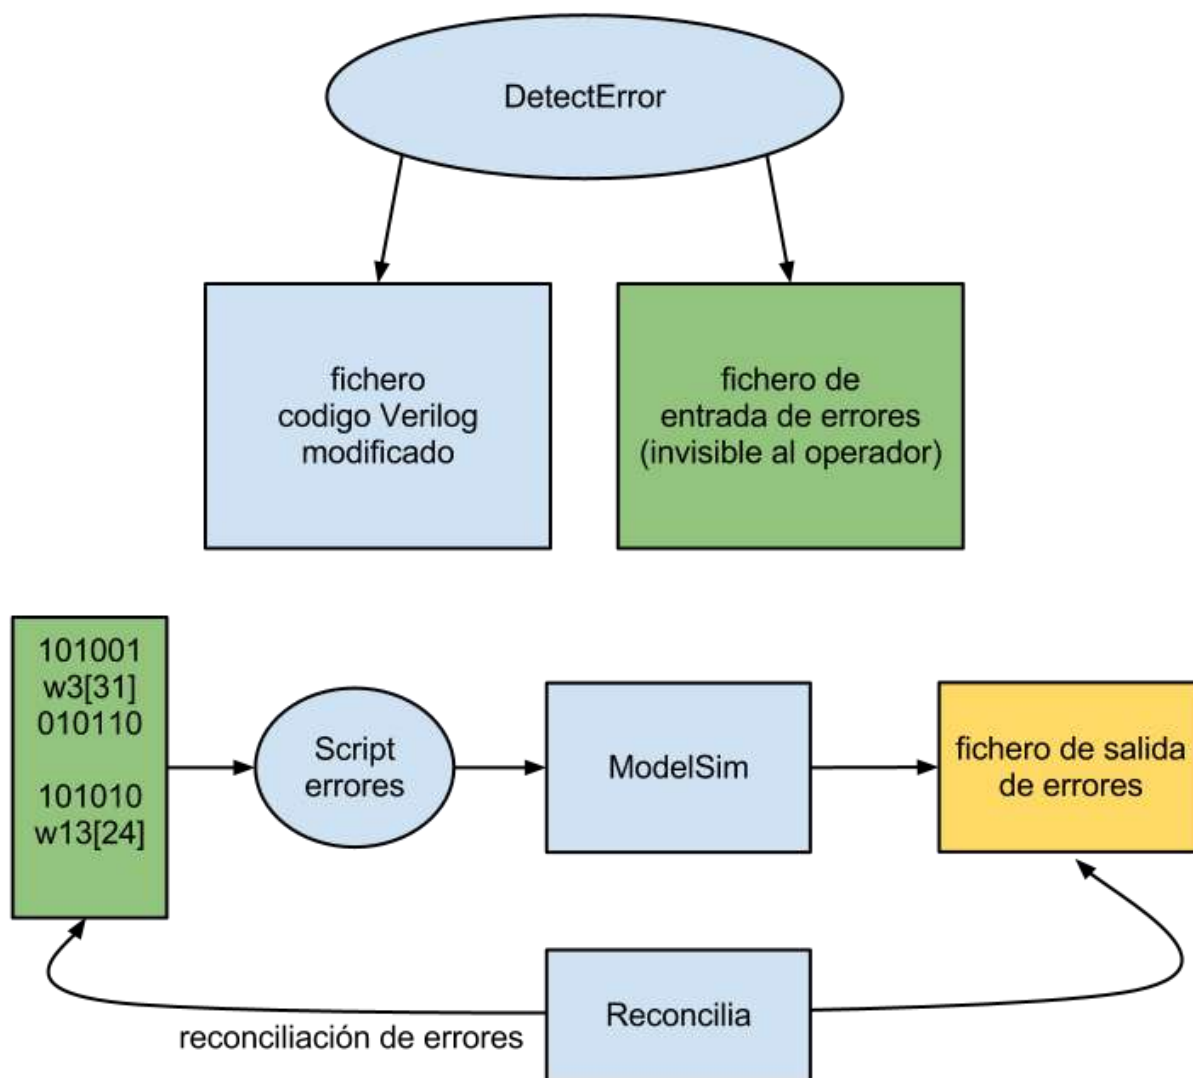 DetectError
fichero
codigo Verilog
modificado
fichero de
entrada de errores
(invisible al operador)
101001
w3[31]
010110
101010
w13[24]
Script
errores
ModelSim
fichero de salida
de errores
Reconcilia
reconciliación de errores